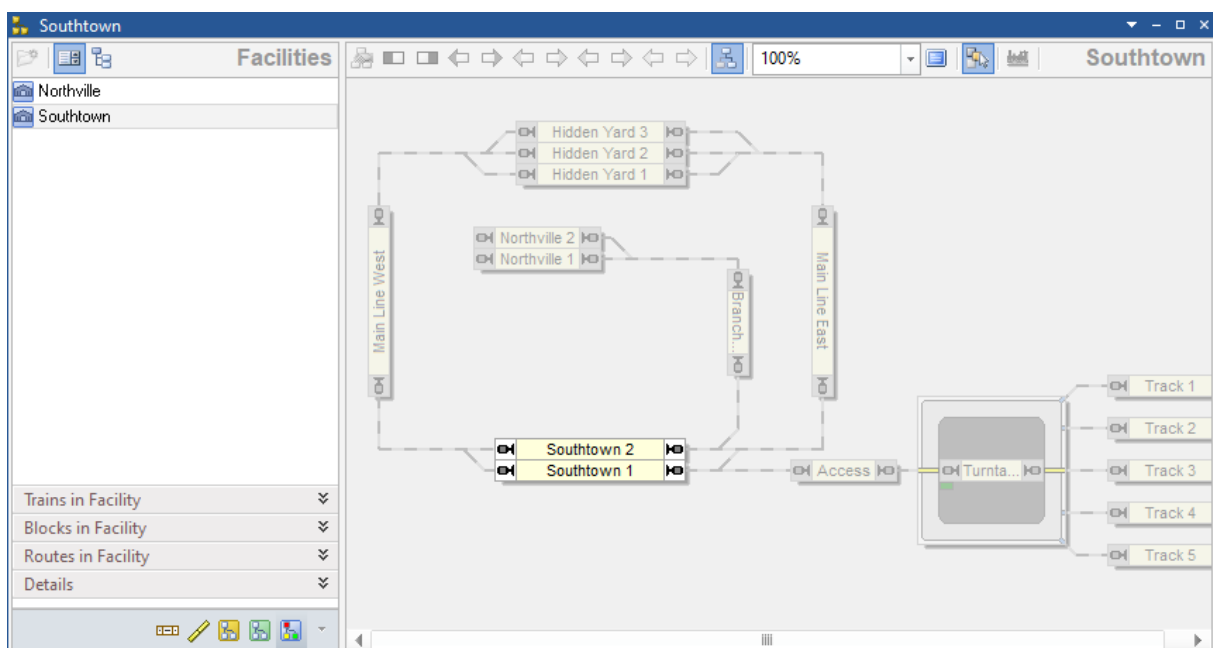 Southtown
Facilities
100%
Southtown
Northville
Southtown
Hidden Yard 3
Hidden Yard 2
Hidden Yard 1
Northville 2
Northville 1
Main Line West
Branch...
Main Line East
Southtown 2
Southtown 1
Access
Turnta...
Track 1
Track 2
Track 3
Track 4
Track 5
Trains in Facility
Blocks in Facility
Routes in Facility
Details